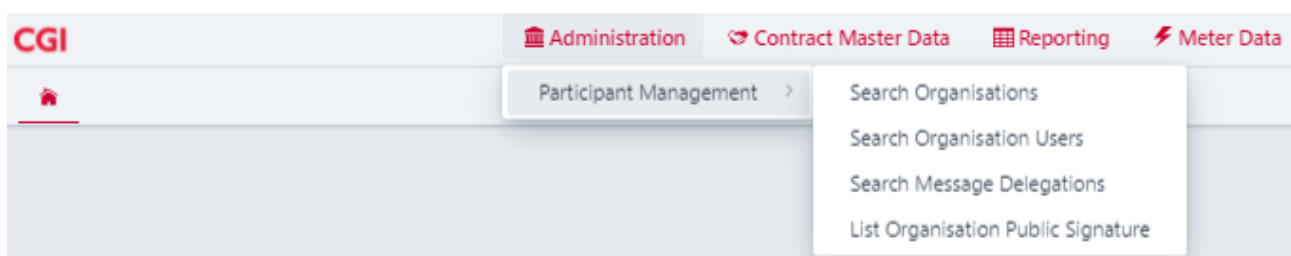 CGI
Administration
Contract Master Data
Reporting
Meter Data
Participant Management
Search Organisations
Search Organisation Users
Search Message Delegations
List Organisation Public Signature